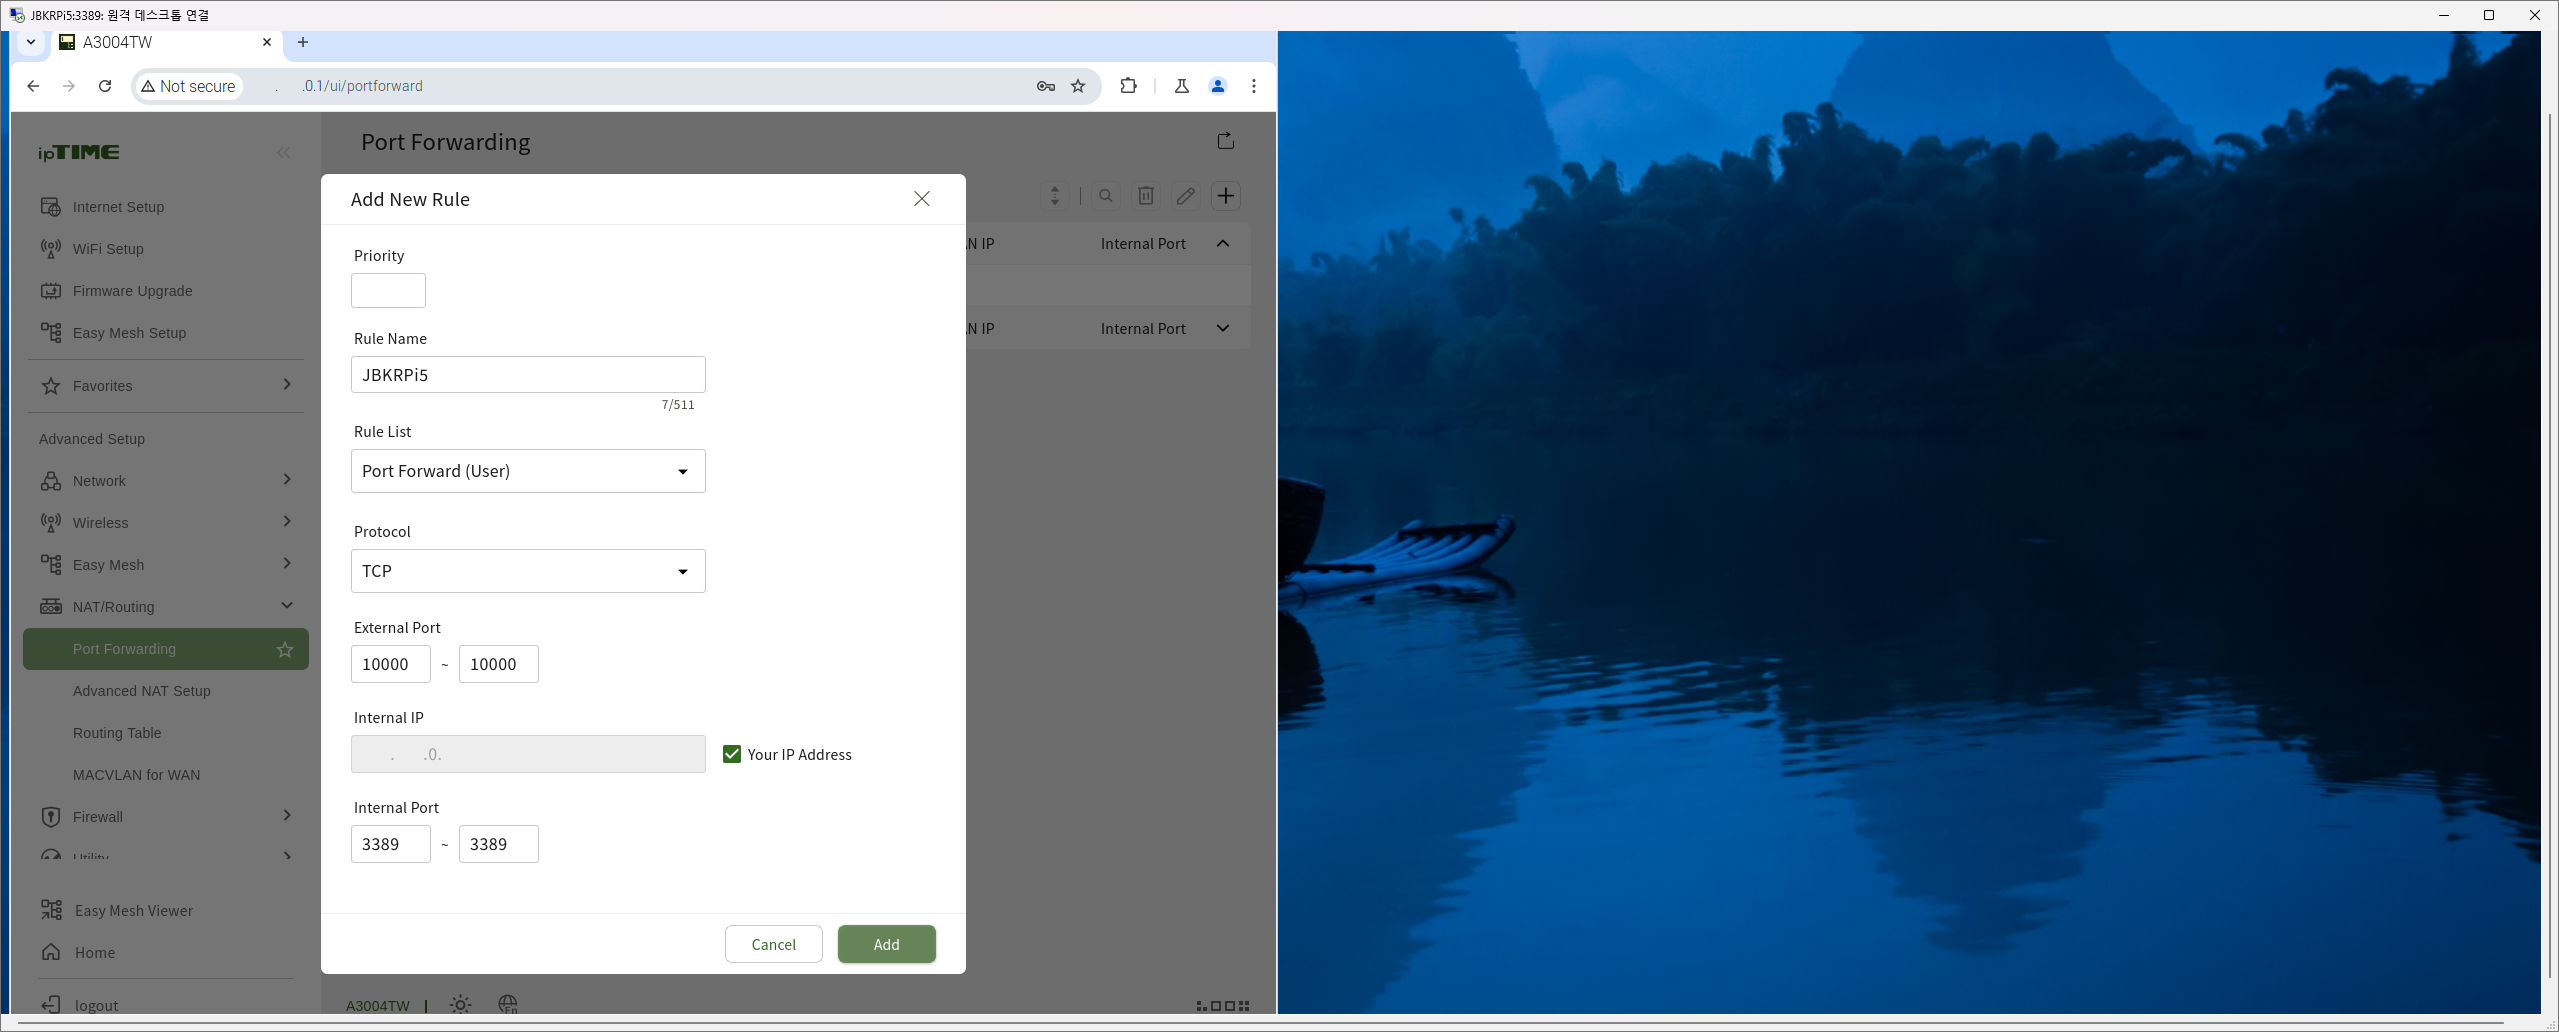 JBKRPi5:3389: 원격 데스크톱 연결
A3004TW
Not secure
. .0.1/ui/portforward
ipTIME
Internet Setup
WiFi Setup
Firmware Upgrade
Easy Mesh Setup
Favorites
Advanced Setup
Network
Wireless
Easy Mesh
NAT/Routing
Port Forwarding
Advanced NAT Setup
Routing Table
MACVLAN for WAN
Firewall
Utility
Easy Mesh Viewer
Home
logout
Port Forwarding
N IP Internal Port
N IP Internal Port
Add New Rule
Priority
Rule Name
JBKRPi5
7/511
Rule List
Port Forward (User)
Protocol
TCP
External Port
10000 ~ 10000
Internal IP
. .0.
Your IP Address
Internal Port
3389 ~ 3389
Cancel
Add
A3004TW
En